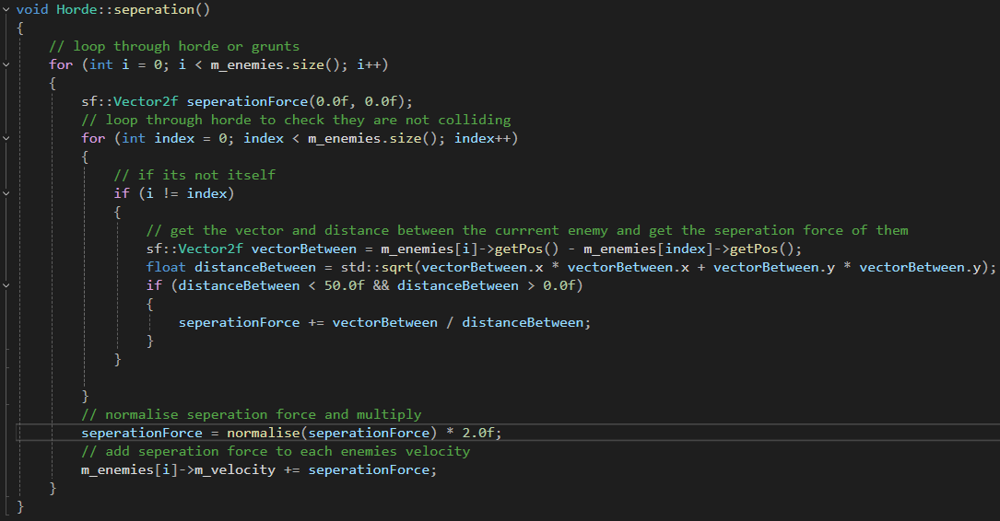 void Horde::seperation()
{
    // loop through horde or grunts
    for (int i = 0; i < m_enemies.size(); i++)
    {
        sf::Vector2f seperationForce(0.0f, 0.0f);
        // loop through horde to check they are not colliding
        for (int index = 0; index < m_enemies.size(); index++)
        {
            // if its not itself
            if (i != index)
            {
                // get the vector and distance between the currrent enemy and get the seperation force of them
                sf::Vector2f vectorBetween = m_enemies[i]->getPos() - m_enemies[index]->getPos();
                float distanceBetween = std::sqrt(vectorBetween.x * vectorBetween.x + vectorBetween.y * vectorBetween.y);
                if (distanceBetween < 50.0f && distanceBetween > 0.0f)
                {
                    seperationForce += vectorBetween / distanceBetween;
                }
            }

        }
        // normalise seperation force and multiply
        seperationForce = normalise(seperationForce) * 2.0f;
        // add seperation force to each enemies velocity
        m_enemies[i]->m_velocity += seperationForce;
    }
}